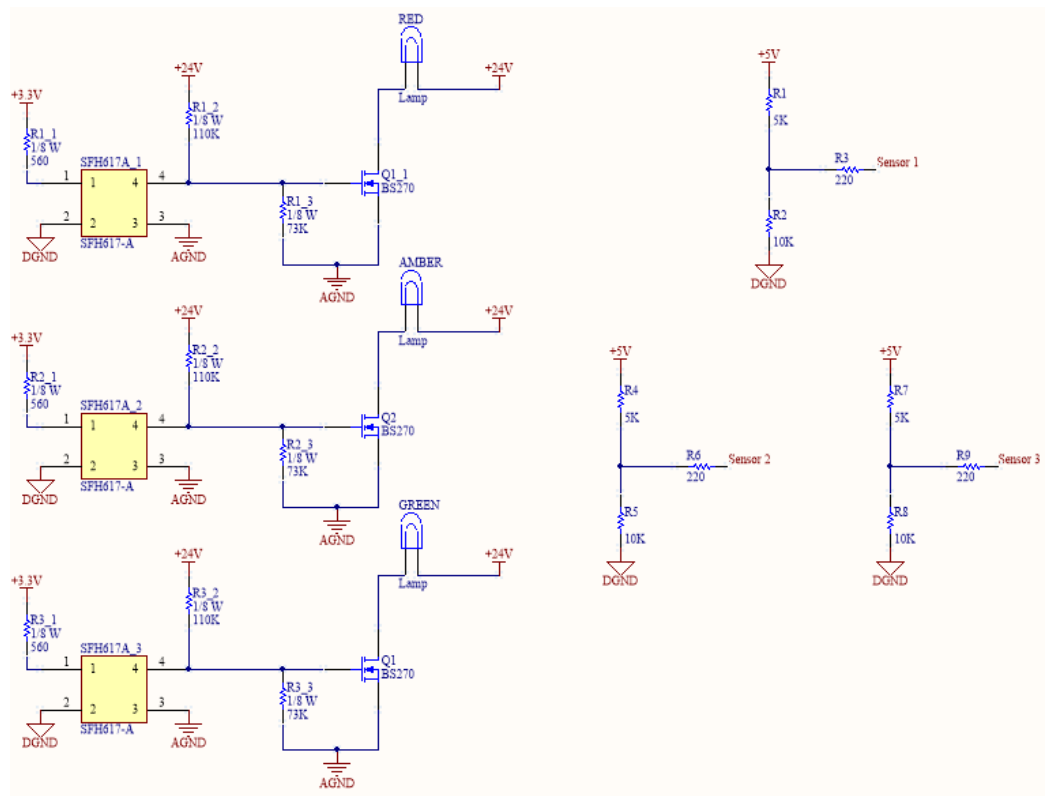 RED
+24V
+24V
Lamp
+3.3V
R1_2
1/8 W
110K
R1_1
1/8 W
560
SFH617A_1
1
1
4
4
2
2
3
3
SFH617-A
DGND
AGND
Q1_1
BS270
R1_3
1/8 W
73K
AGND
+5V
R1
5K
R3
220
Sensor 1
R2
10K
DGND
AMBER
+24V
+24V
Lamp
+3.3V
R2_2
1/8 W
110K
R2_1
1/8 W
560
SFH617A_2
1
1
4
4
2
2
3
3
SFH617-A
DGND
AGND
Q2
BS270
R2_3
1/8 W
73K
AGND
+5V
R4
5K
R6
220
Sensor 2
R5
10K
DGND
+5V
R7
5K
R9
220
Sensor 3
R8
10K
DGND
GREEN
+24V
+24V
Lamp
+3.3V
R3_2
1/8 W
110K
R3_1
1/8 W
560
SFH617A_3
1
1
4
4
2
2
3
3
SFH617-A
DGND
AGND
Q1
BS270
R3_3
1/8 W
73K
AGND